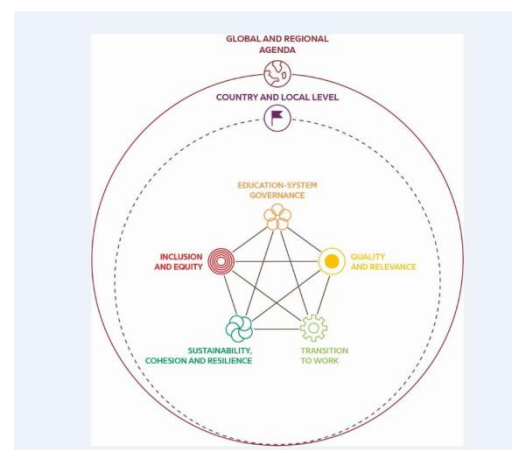 GLOBAL AND REGIONAL
AGENDA
COUNTRY AND LOCAL LEVEL
EDUCATION-SYSTEM
GOVERNANCE
INCLUSION
AND EQUITY
QUALITY
AND RELEVANCE
SUSTAINABILITY,
COHESION AND RESILIENCE
TRANSITION
TO WORK